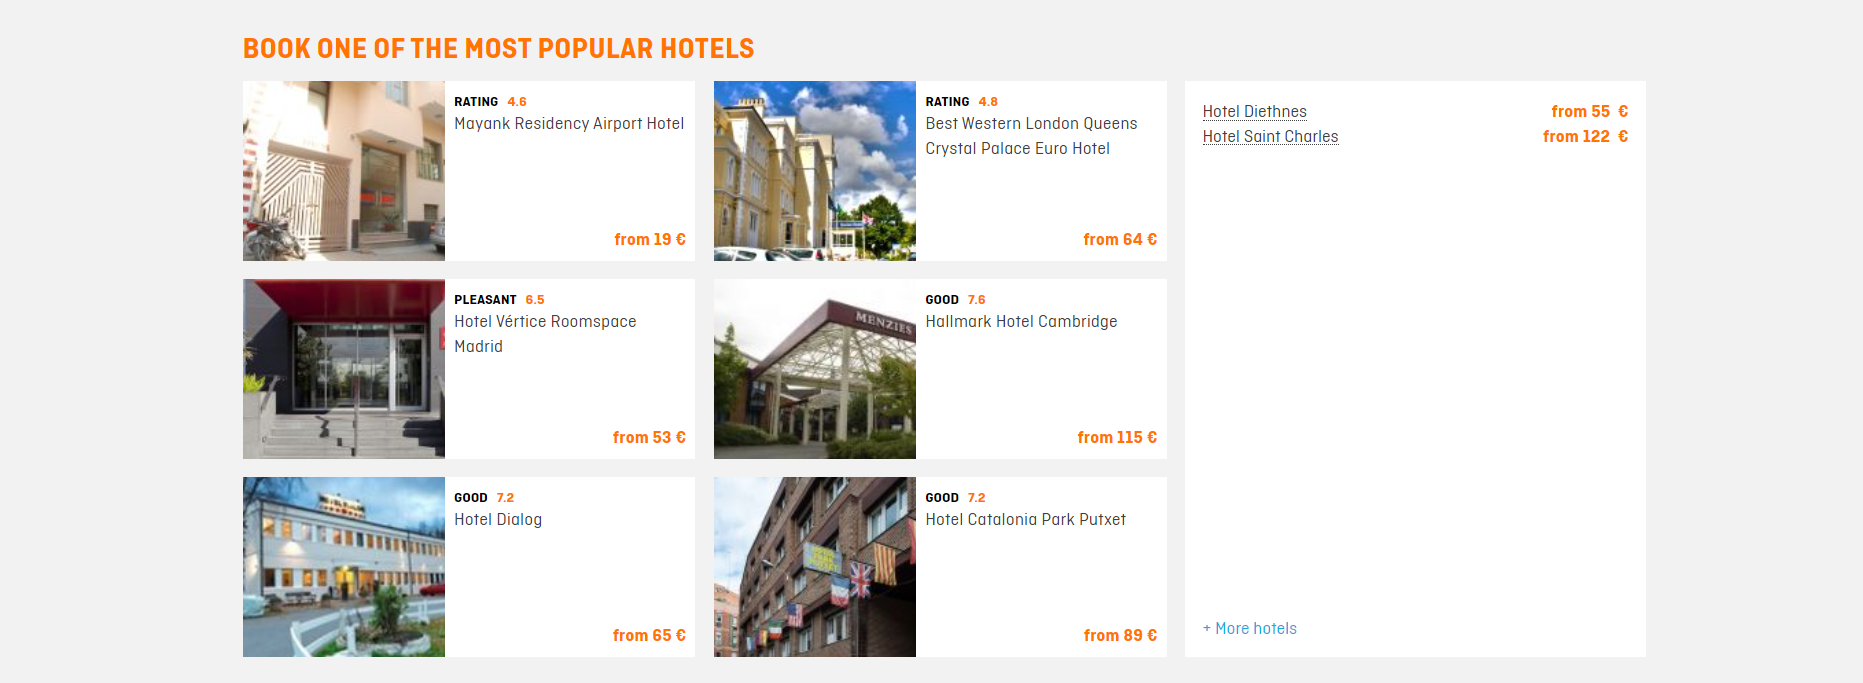 BOOK ONE OF THE MOST POPULAR HOTELS
RATING 4.6
Mayank Residency Airport Hotel
from 19 €
RATING 4.8
Best Western London Queens
Crystal Palace Euro Hotel
from 64 €
Hotel Diethnes from 55 €
Hotel Saint Charles from 122 €
PLEASANT 6.5
Hotel Vértice Roomspace
Madrid
from 53 €
MENZIES
GOOD 7.6
Hallmark Hotel Cambridge
from 115 €
GOOD 7.2
Hotel Dialog
from 65 €
GOOD 7.2
Hotel Catalonia Park Putxet
from 89 €
+ More hotels